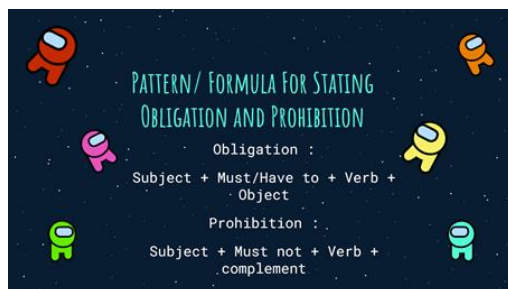 Pattern/ Formula For Stating
Obligation and Prohibition
Obligation :
Subject + Must/Have to + Verb +
Object
Prohibition :
Subject + Must not + Verb +
complement